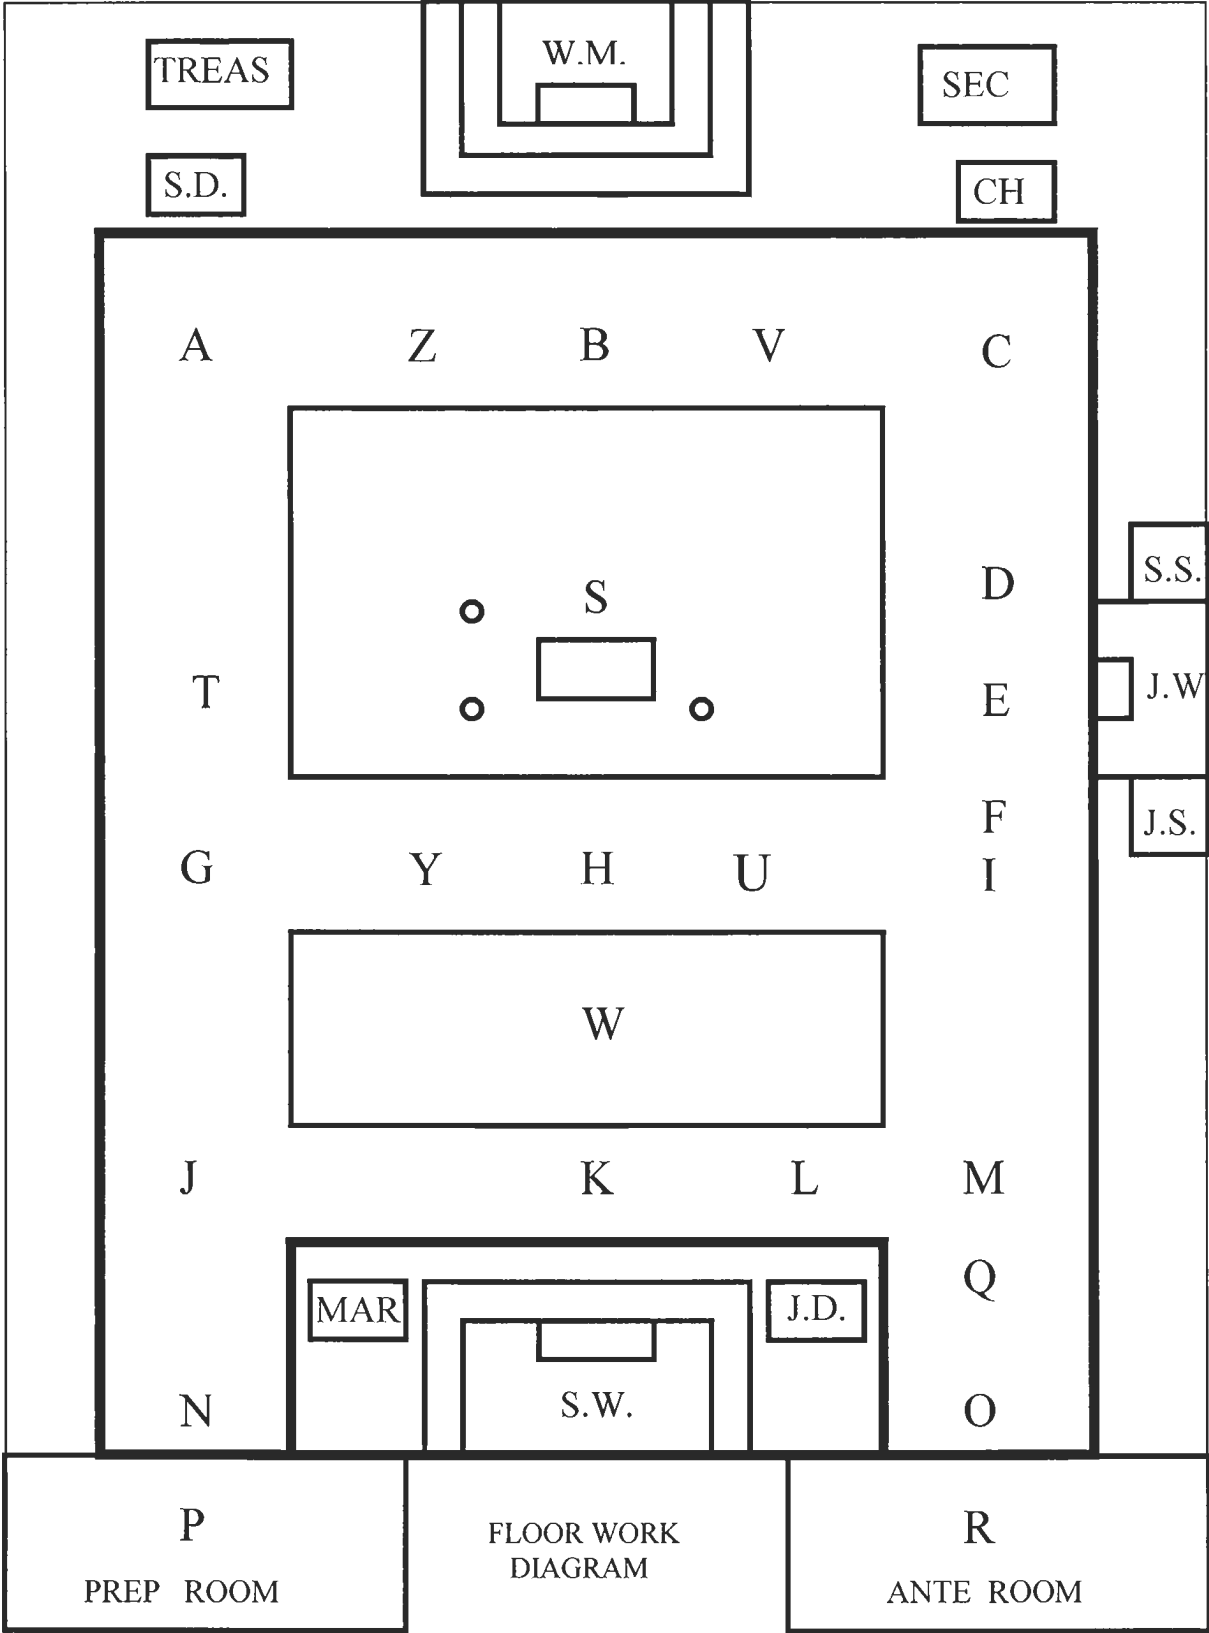 W.M.
TREAS
SEC
S.D.
CH
A Z B V C
S.S.
D
S
T E J.W
F J.S.
G Y H U I
W
J K L M
Q
MAR J.D.
S.W.
N O
P FLOOR WORK R
DIAGRAM
PREP ROOM ANTE ROOM